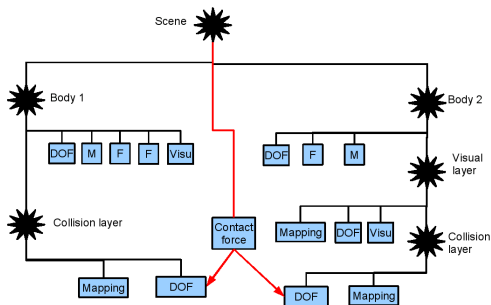 Scene
Body 1
Body 2
DOF
M
F
F
Visu
DOF
F
M
Visual
layer
Collision layer
Contact
force
Mapping
DOF
Visu
Collision
layer
Mapping
DOF
DOF
Mapping